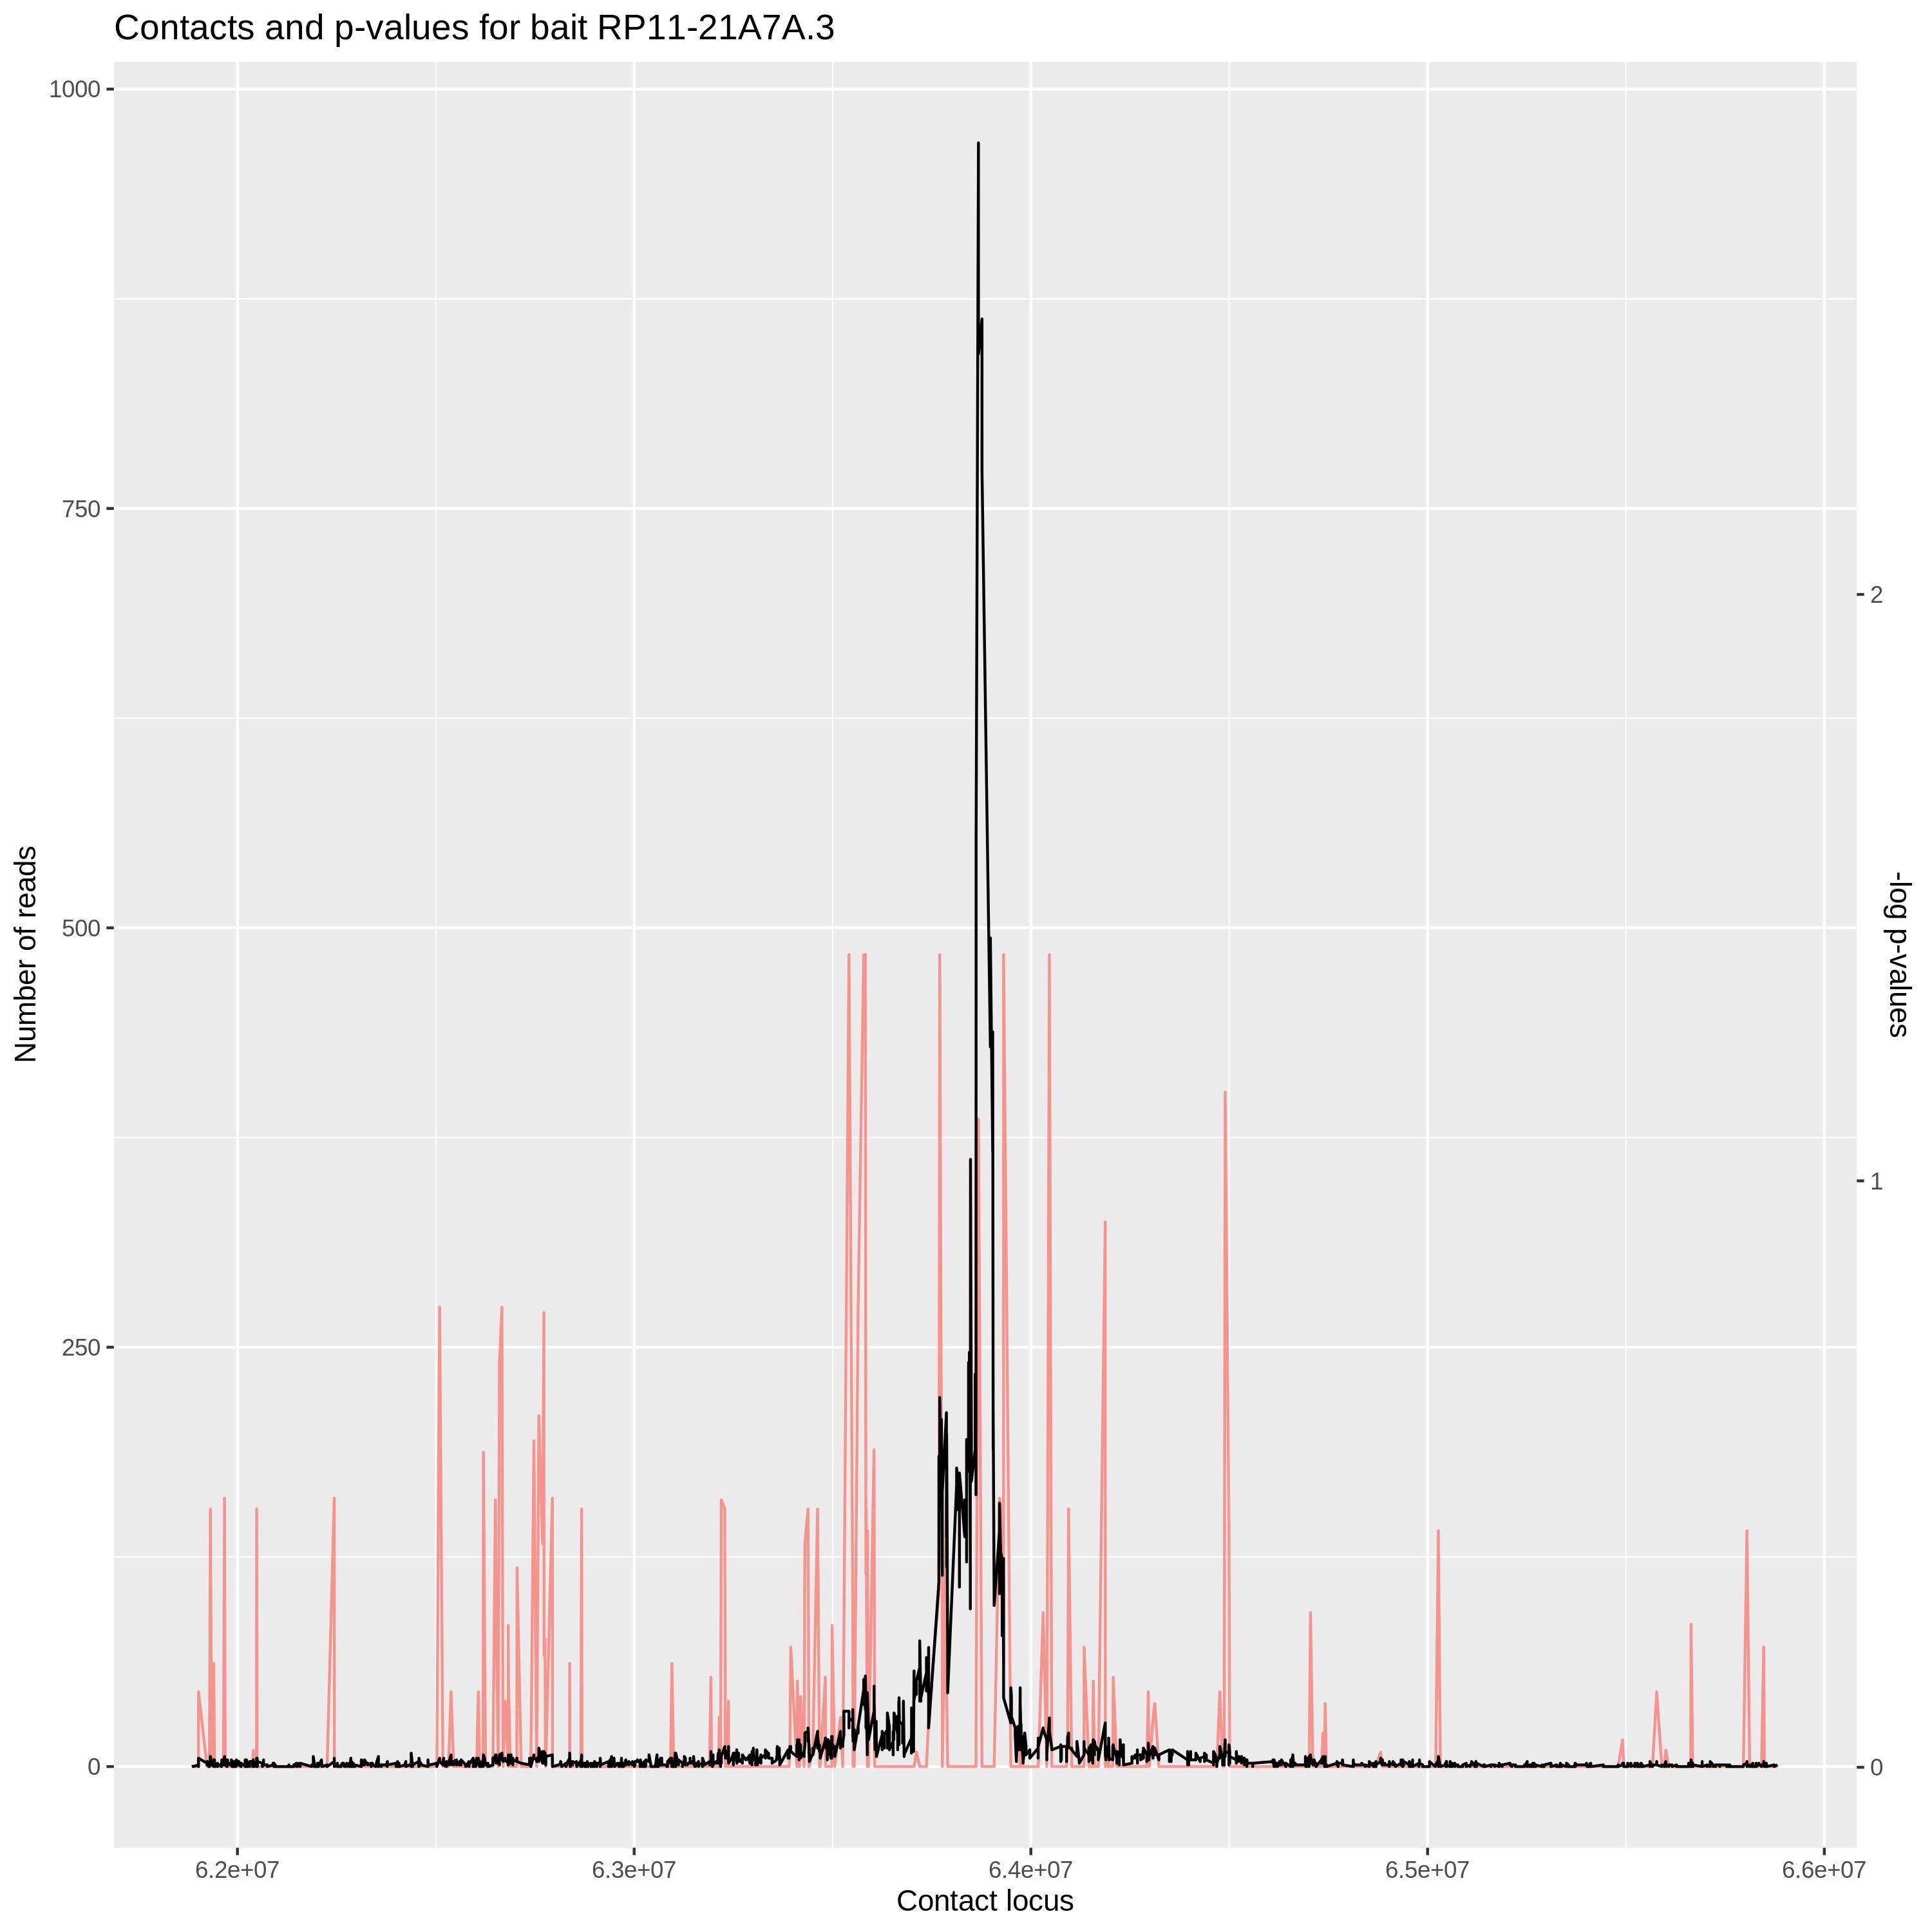 Contacts and p-values for bait RP11-21A7A.3
1000
750
500
250
0
Number of reads
2
1
0
-log p-values
6.2e+07
6.3e+07
6.4e+07
6.5e+07
6.6e+07
Contact locus